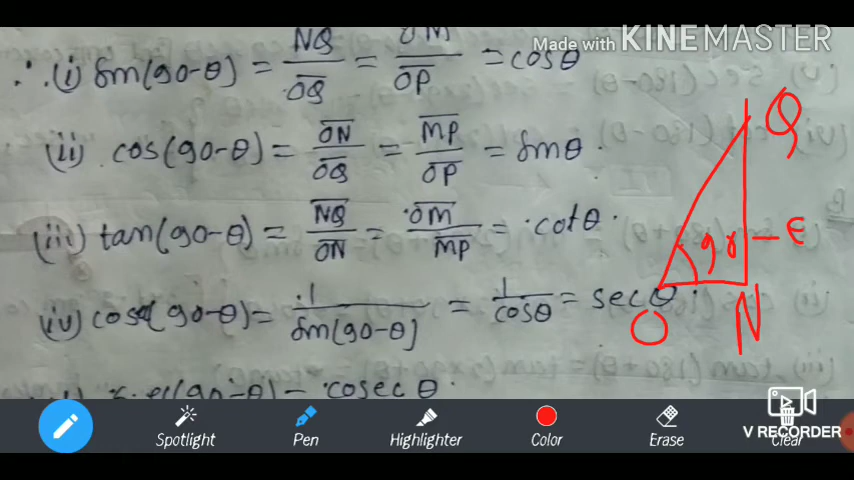 Made with KINEMASTER
∴ (i) sin(90-θ) = NQ/OQ = OM/OP = cosθ
(ii) cos(90-θ) = ON/OQ = MP/OP = sinθ.
(iii) tan(90-θ) = NQ/ON = OM/MP = cotθ.
(iv) cosec(90-θ) = 1/sin(90-θ) = 1/cosθ = secθ.
(90-θ) = cosec θ.
Q
90-θ
O
N
Spotlight
Pen
Highlighter
Color
Erase
Clear
V RECORDER